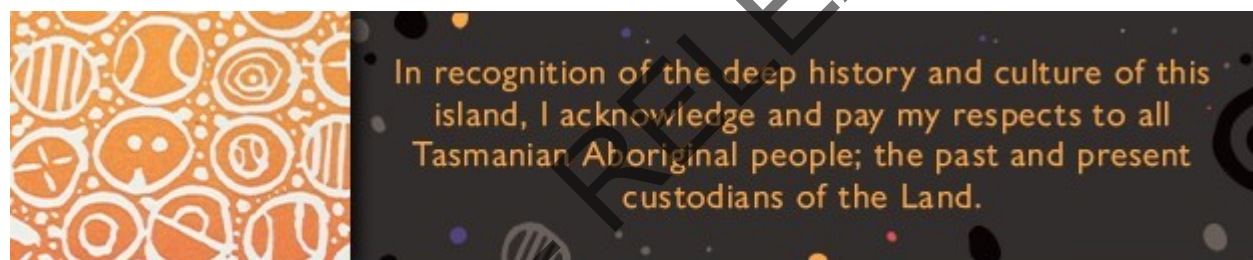 In recognition of the deep history and culture of this
island, I acknowledge and pay my respects to all
Tasmanian Aboriginal people; the past and present
custodians of the Land.
RELE